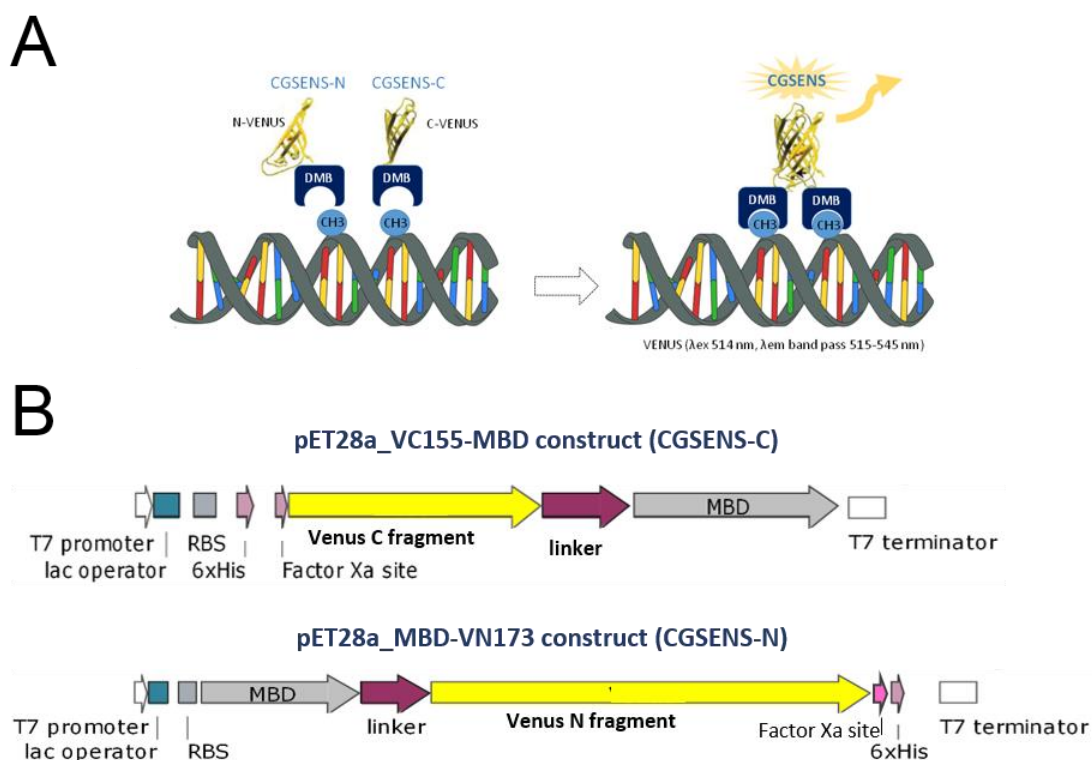 A
CGSENS-N CGSENS-C
N-VENUS C-VENUS
DMB DMB
CH3 CH3
CGSENS
DMB DMB
CH3 CH3
VENUS (λex 514 nm, λem band pass 515-545 nm)
B
pET28a_VC155-MBD construct (CGSENS-C)
MBD
T7 promoter RBS Venus C fragment linker T7 terminator
lac operator 6xHis Factor Xa site
pET28a_MBD-VN173 construct (CGSENS-N)
MBD
T7 promoter linker Venus N fragment Factor Xa site T7 terminator
lac operator RBS 6xHis